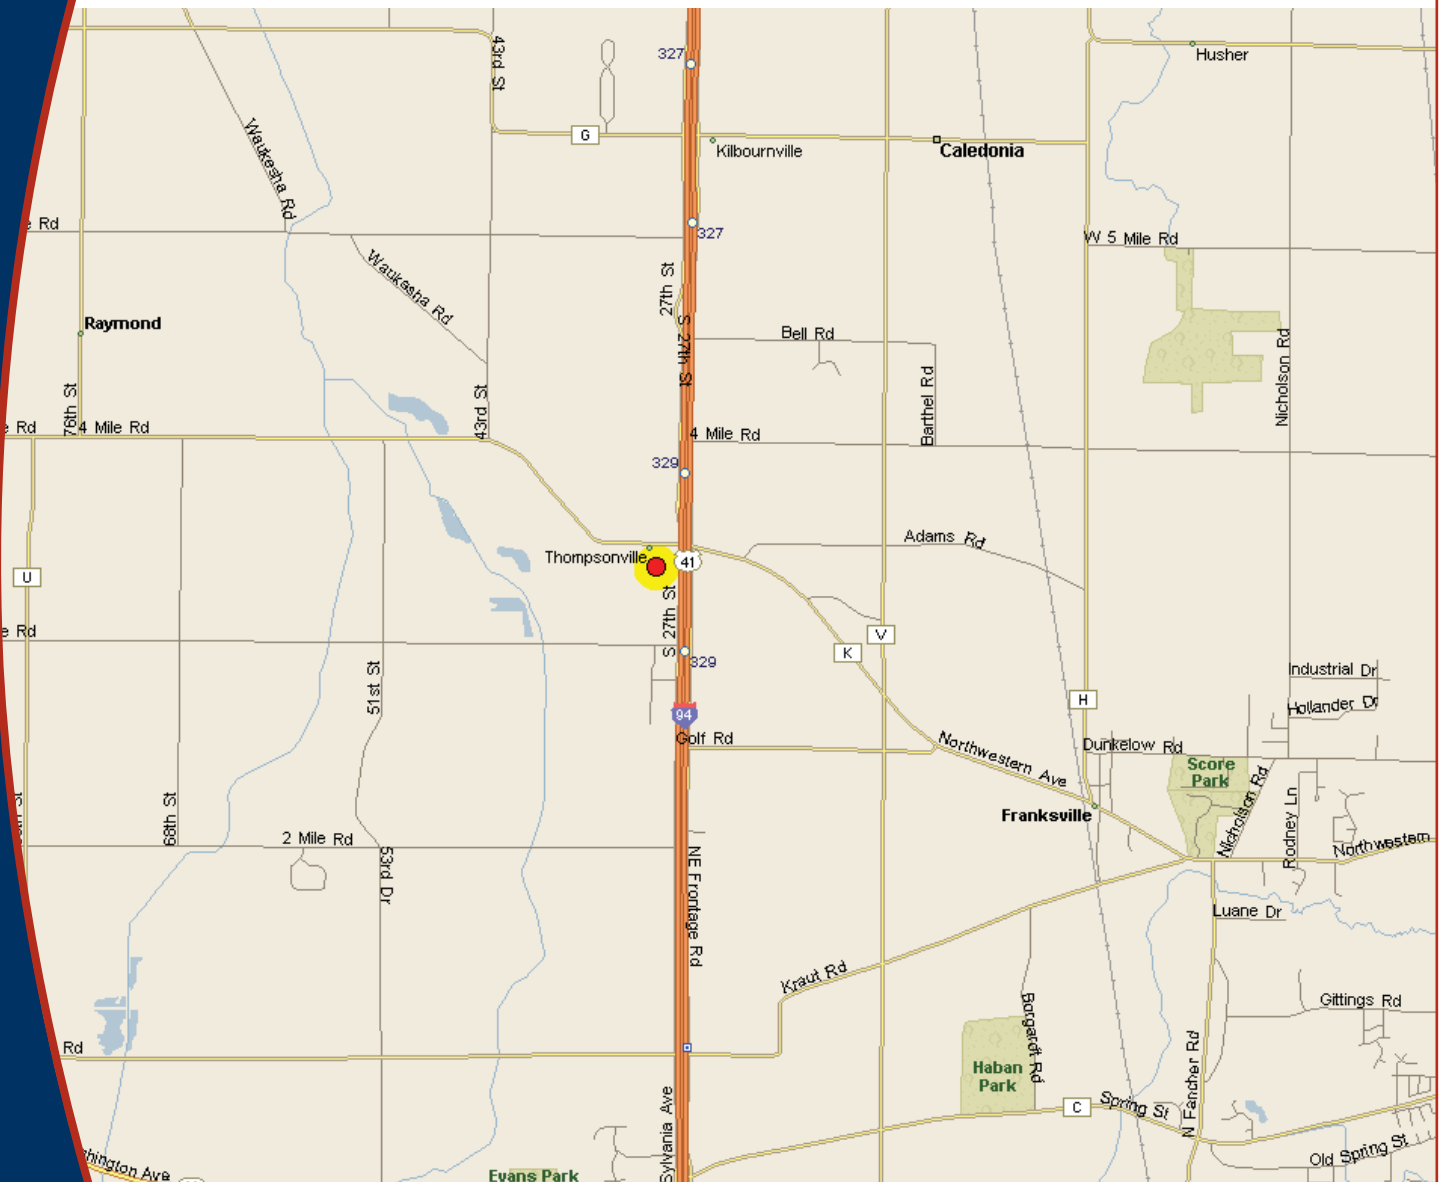 43rd St
327
Husher
G
Kilbournville
Caledonia
Waukesha Rd
Rd
327
W 5 Mile Rd
27th St
Waukesha Rd
Raymond
S 27th St
Bell Rd
Nicholson Rd
76th St
43rd St
Barthel Rd
Rd
4 Mile Rd
4 Mile Rd
329
Adams Rd
Thompsonville
41
U
S 27th St
Rd
V
K
329
51st St
Industrial Dr
H
Hollander Dr
94
Golf Rd
Northwestern Ave
Dunkelow Rd
Score
Park
Nicholson Rd
Rodney Ln
68th St
Franksville
2 Mile Rd
53rd Dr
NE Frontage Rd
Northwestern
Luane Dr
Kraut Rd
Borgardt Rd
Gittings Rd
Rd
N Fancher Rd
Haban
Park
C
Spring St
Sylvania Ave
Old Spring St
hington Ave
Evans Park